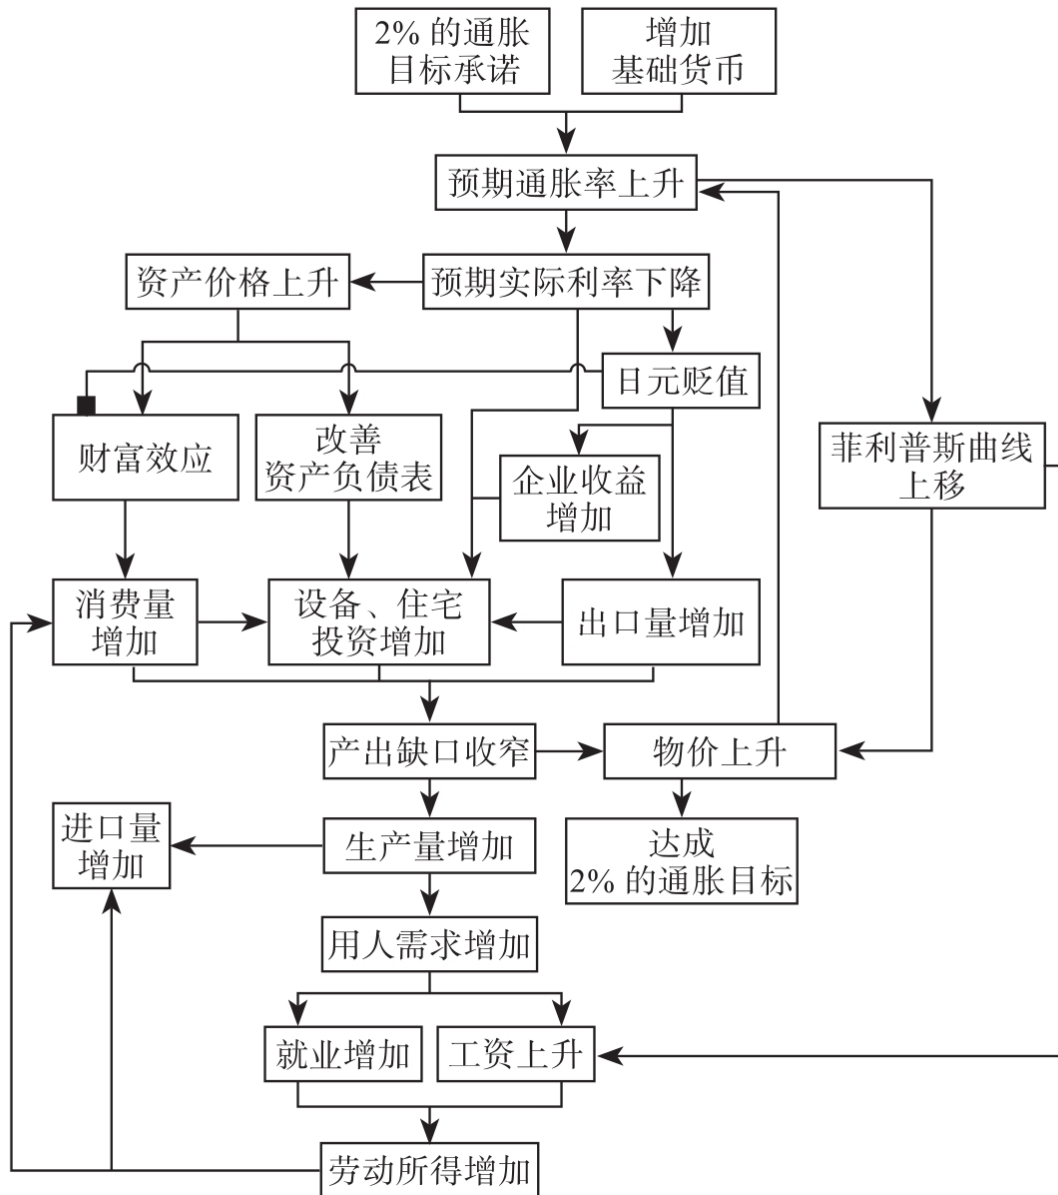 2% 的通胀
目标承诺
增加
基础货币
预期通胀率上升
资产价格上升
预期实际利率下降
日元贬值
财富效应
改善
资产负债表
企业收益
增加
菲利普斯曲线
上移
消费量
增加
设备、住宅
投资增加
出口量增加
产出缺口收窄
物价上升
进口量
增加
生产量增加
达成
2% 的通胀目标
用人需求增加
就业增加
工资上升
劳动所得增加